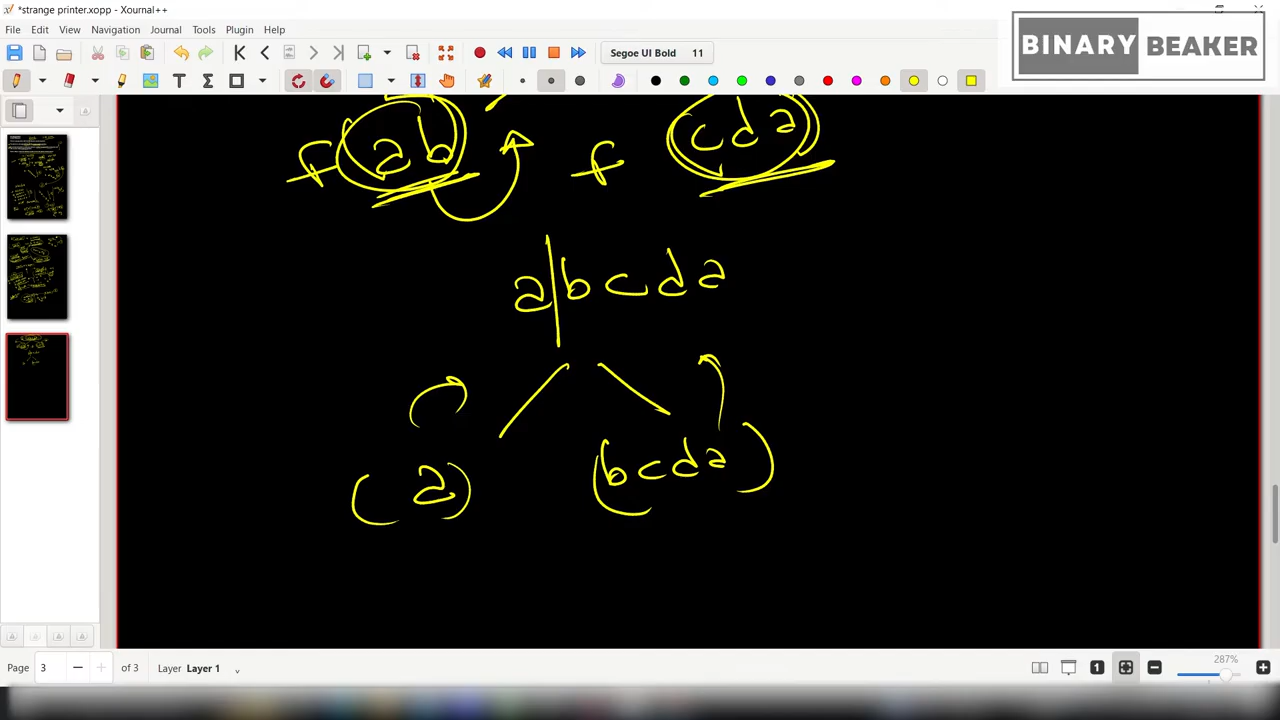 *strange printer.xopp - Xournal++
BINARY BEAKER
File Edit View Navigation Journal Tools Plugin Help
Segoe UI Bold 11
f ab f cda
a|bcda
(a) (bcda)
Page 3 of 3 Layer Layer 1 287%